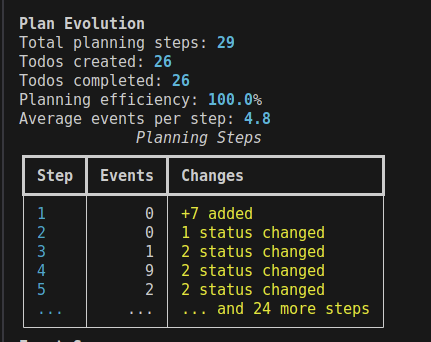 Plan Evolution
Total planning steps: 29
Todos created: 26
Todos completed: 26
Planning efficiency: 100.0%
Average events per step: 4.8
Planning Steps
Step Events Changes
1 0 +7 added
2 0 1 status changed
3 1 2 status changed
4 9 2 status changed
5 2 2 status changed
... ... ... and 24 more steps